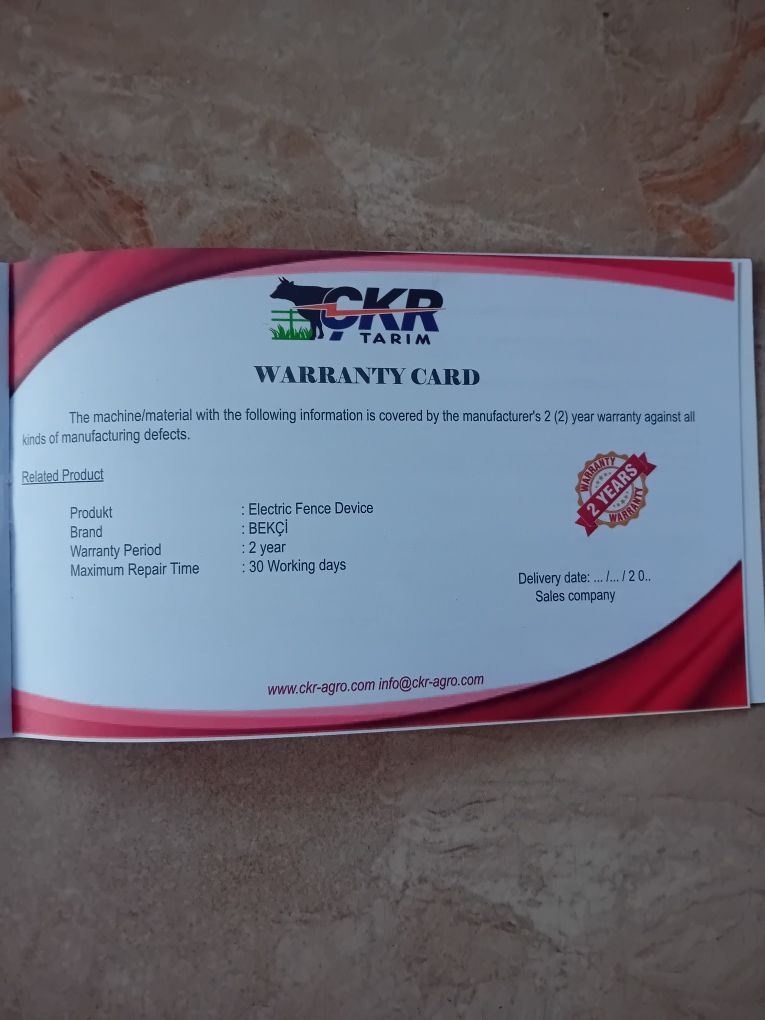 ÇKR
TARIM
WARRANTY CARD
The machine/material with the following information is covered by the manufacturer's 2 (2) year warranty against all
kinds of manufacturing defects.
Related Product
WARRANTY
2 YEARS
WARRANTY
Produkt : Electric Fence Device
Brand : BEKÇİ
Warranty Period : 2 year
Maximum Repair Time : 30 Working days
Delivery date: ... /... / 2 0..
Sales company
www.ckr-agro.com info@ckr-agro.com